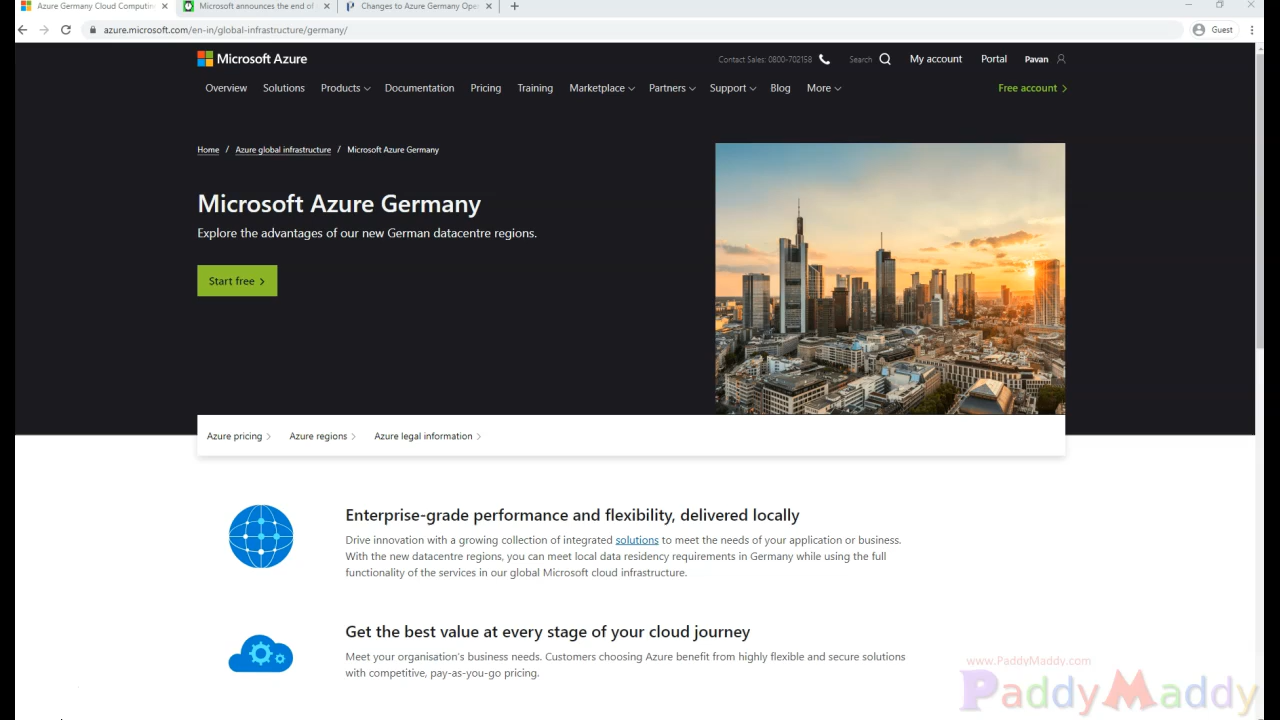 Azure Germany Cloud Computin
Microsoft announces the end of
Changes to Azure Germany Ope
azure.microsoft.com/en-in/global-infrastructure/germany/
Guest
Microsoft Azure
Contact Sales: 0800-702158
Search
My account
Portal
Pavan
Overview
Solutions
Products
Documentation
Pricing
Training
Marketplace
Partners
Support
Blog
More
Free account
Home / Azure global infrastructure / Microsoft Azure Germany
Microsoft Azure Germany
Explore the advantages of our new German datacentre regions.
Start free
Azure pricing
Azure regions
Azure legal information
Enterprise-grade performance and flexibility, delivered locally
Drive innovation with a growing collection of integrated solutions to meet the needs of your application or business.
With the new datacentre regions, you can meet local data residency requirements in Germany while using the full
functionality of the services in our global Microsoft cloud infrastructure.
Get the best value at every stage of your cloud journey
Meet your organisation's business needs. Customers choosing Azure benefit from highly flexible and secure solutions
with competitive, pay-as-you-go pricing.
www.PaddyMaddy.com
PaddyMaddy